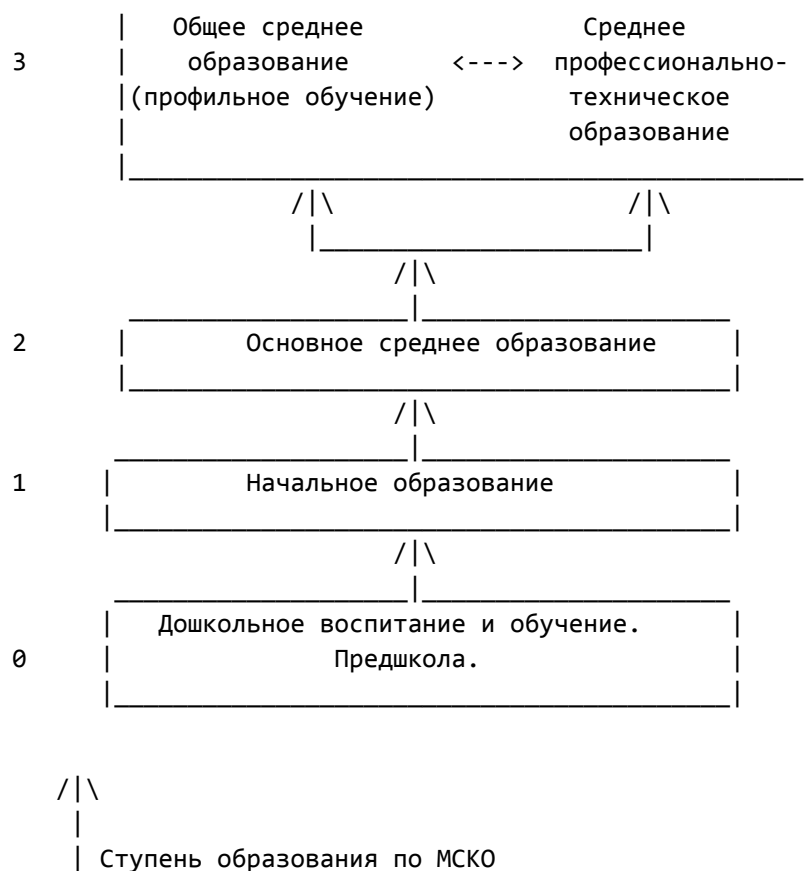 Общее среднее Среднее
3 образование <---> профессионально-
(профильное обучение) техническое
образование
2 Основное среднее образование
1 Начальное образование
Дошкольное воспитание и обучение.
0 Предшкола.
Ступень образования по МСКО